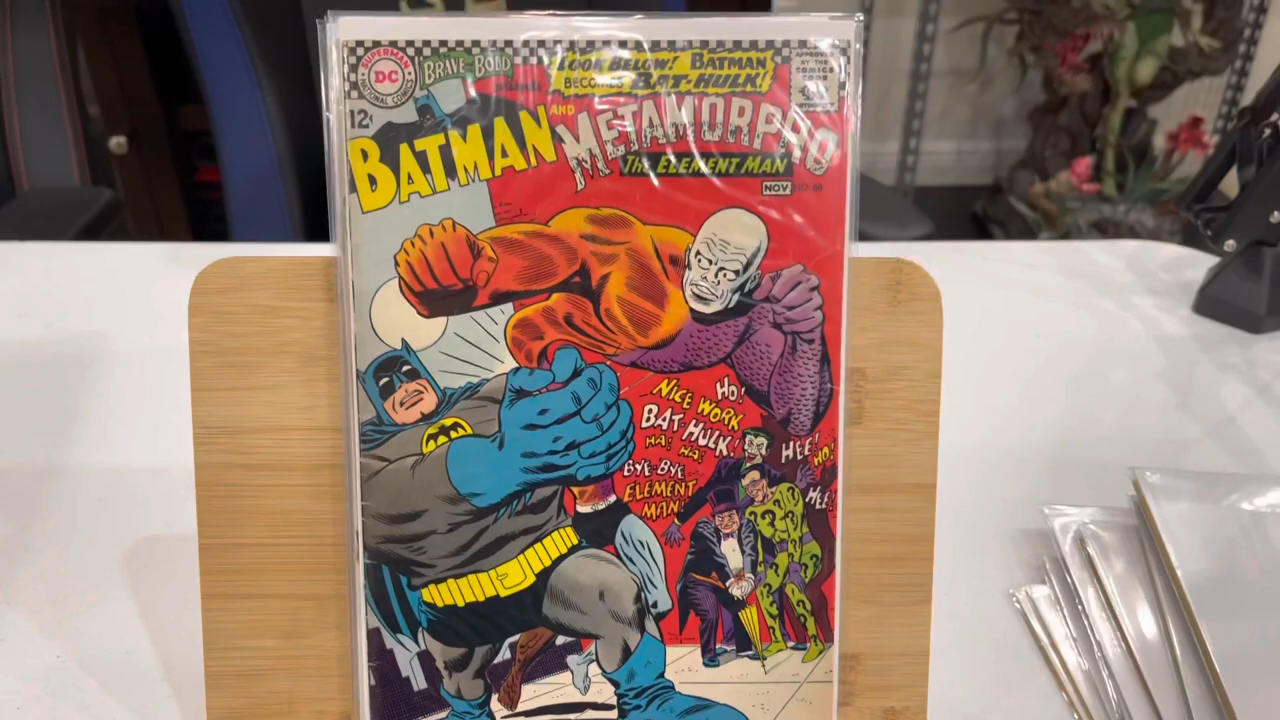 SUPERMAN
DC
NATIONAL COMICS
BRAVE AND BOLD
LOOK BELOW! BATMAN
BECOMES BAT-HULK!
APPROVED
BY THE
COMICS
CODE
AUTHORITY
12¢
BATMAN AND METAMORPHO
The ELEMENT MAN
NOV. NO. 68
HO!
NICE WORK
BAT-HULK!
HA! HA!
BYE-BYE
ELEMENT
MAN!
HEE!
HO!
HEE!